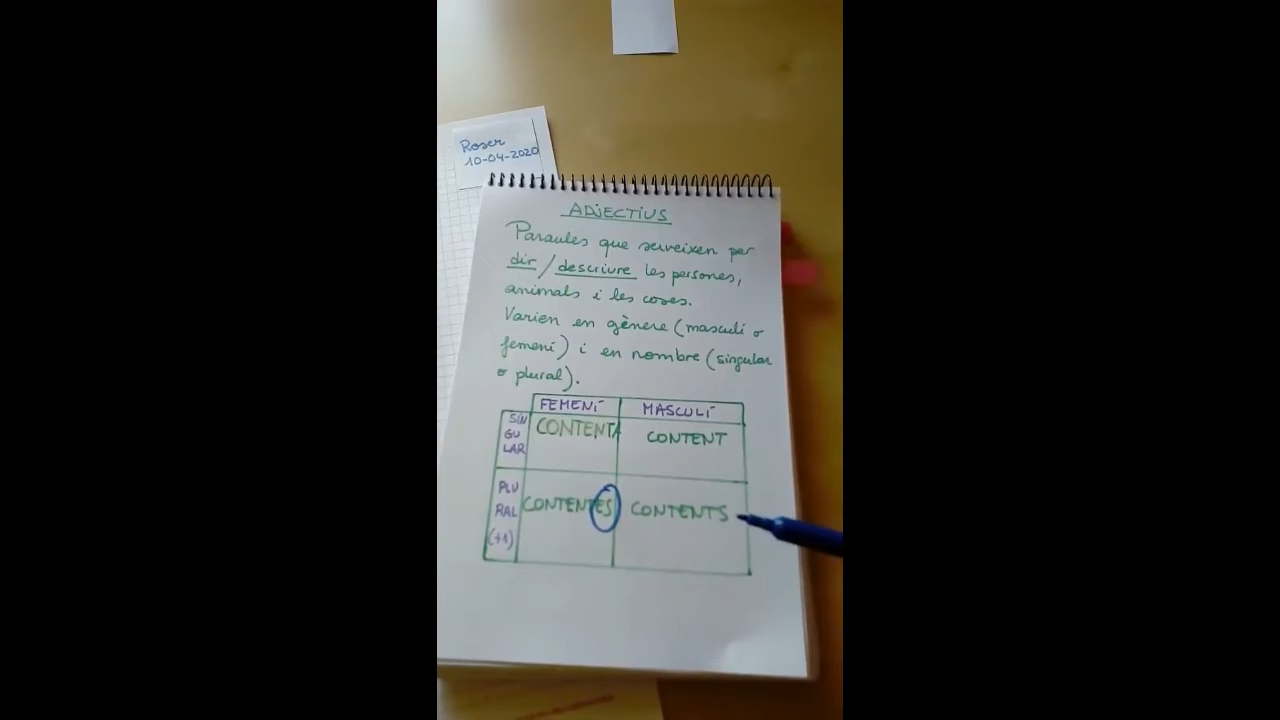 Roser
10-04-2020
ADJECTIUS
Paraules que serveixen per
dir / descriure les persones,
animals i les coses.
Varien en gènere (masculí o
femení) i en nombre (singular
o plural).
FEMENÍ MASCULÍ
SIN
GU
LAR
CONTENTA CONTENT
PLU
RAL
(+1)
CONTENTES CONTENTS